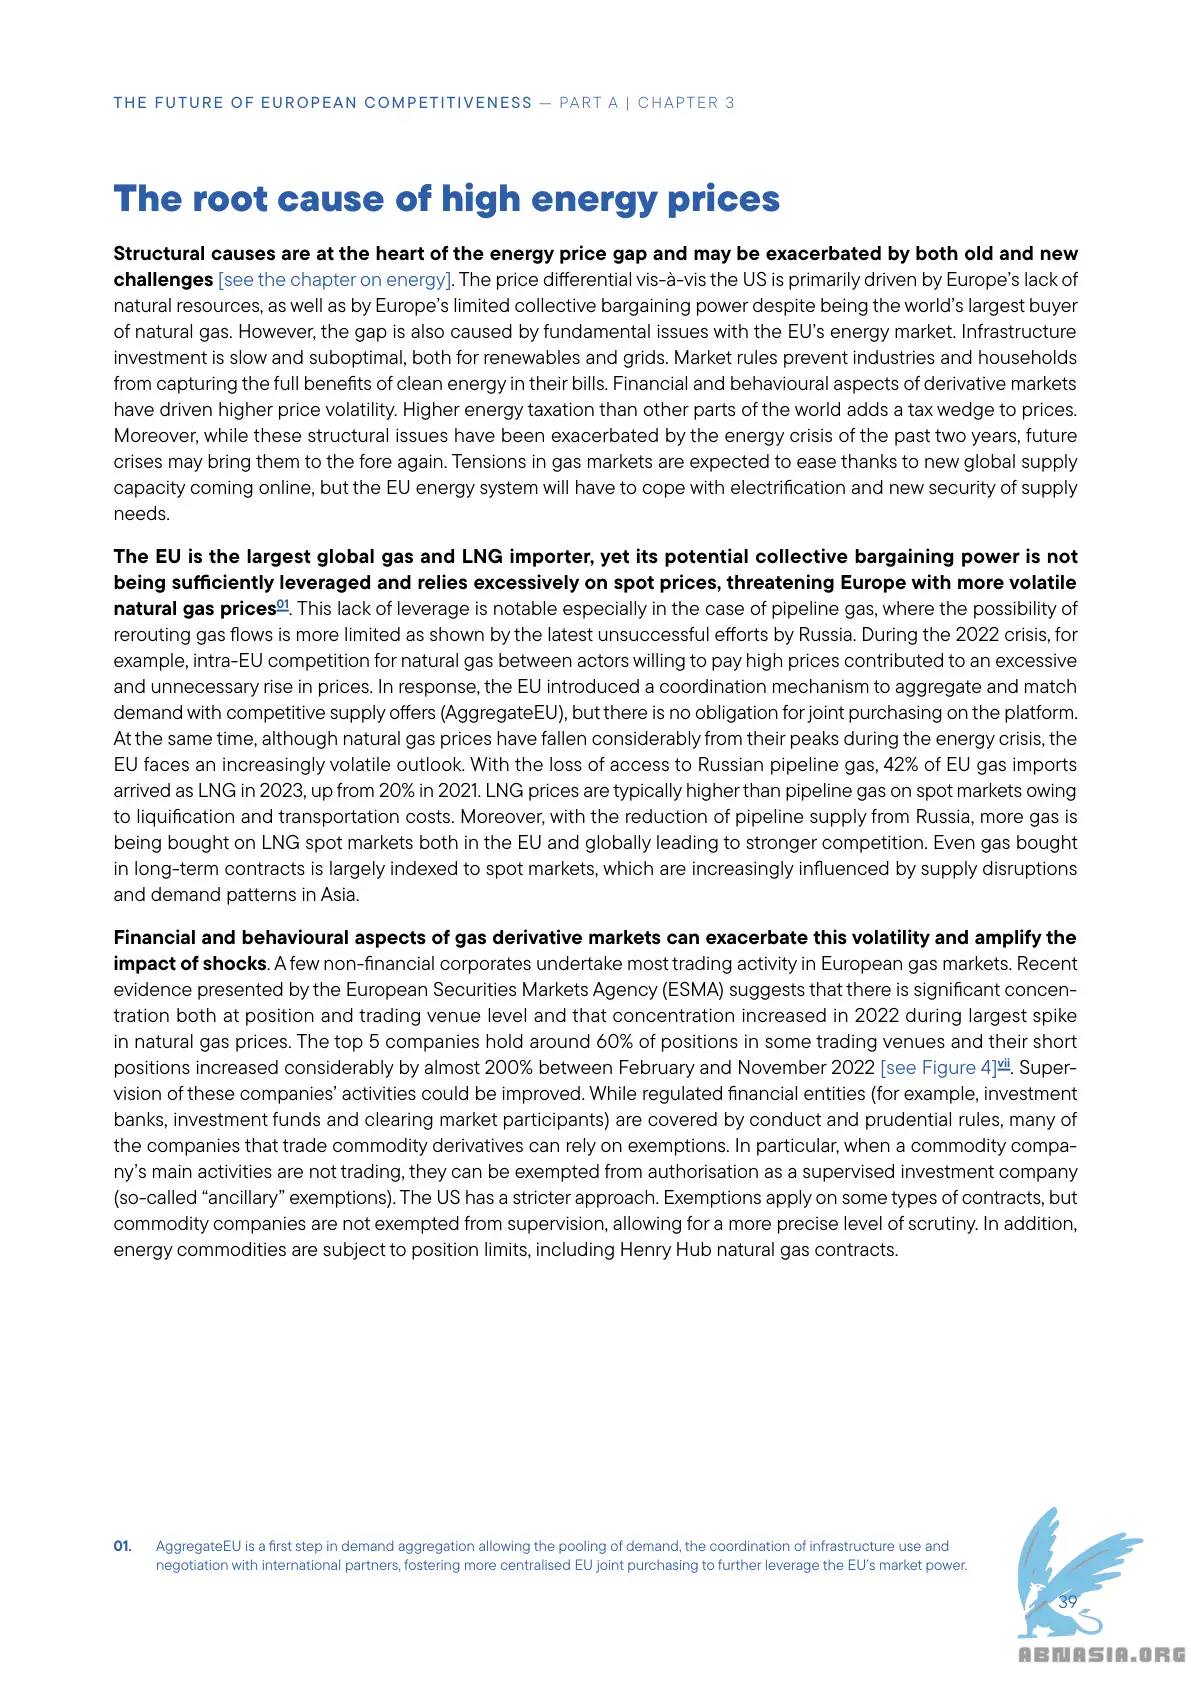 THE FUTURE OF EUROPEAN COMPETITIVENESS — PART A | CHAPTER 3
The root cause of high energy prices
Structural causes are at the heart of the energy price gap and may be exacerbated by both old and new
challenges [see the chapter on energy]. The price differential vis-à-vis the US is primarily driven by Europe’s lack of
natural resources, as well as by Europe’s limited collective bargaining power despite being the world’s largest buyer
of natural gas. However, the gap is also caused by fundamental issues with the EU’s energy market. Infrastructure
investment is slow and suboptimal, both for renewables and grids. Market rules prevent industries and households
from capturing the full benefits of clean energy in their bills. Financial and behavioural aspects of derivative markets
have driven higher price volatility. Higher energy taxation than other parts of the world adds a tax wedge to prices.
Moreover, while these structural issues have been exacerbated by the energy crisis of the past two years, future
crises may bring them to the fore again. Tensions in gas markets are expected to ease thanks to new global supply
capacity coming online, but the EU energy system will have to cope with electrification and new security of supply
needs.
The EU is the largest global gas and LNG importer, yet its potential collective bargaining power is not
being sufficiently leveraged and relies excessively on spot prices, threatening Europe with more volatile
natural gas prices01. This lack of leverage is notable especially in the case of pipeline gas, where the possibility of
rerouting gas flows is more limited as shown by the latest unsuccessful efforts by Russia. During the 2022 crisis, for
example, intra-EU competition for natural gas between actors willing to pay high prices contributed to an excessive
and unnecessary rise in prices. In response, the EU introduced a coordination mechanism to aggregate and match
demand with competitive supply offers (AggregateEU), but there is no obligation for joint purchasing on the platform.
At the same time, although natural gas prices have fallen considerably from their peaks during the energy crisis, the
EU faces an increasingly volatile outlook. With the loss of access to Russian pipeline gas, 42% of EU gas imports
arrived as LNG in 2023, up from 20% in 2021. LNG prices are typically higher than pipeline gas on spot markets owing
to liquification and transportation costs. Moreover, with the reduction of pipeline supply from Russia, more gas is
being bought on LNG spot markets both in the EU and globally leading to stronger competition. Even gas bought
in long-term contracts is largely indexed to spot markets, which are increasingly influenced by supply disruptions
and demand patterns in Asia.
Financial and behavioural aspects of gas derivative markets can exacerbate this volatility and amplify the
impact of shocks. A few non-financial corporates undertake most trading activity in European gas markets. Recent
evidence presented by the European Securities Markets Agency (ESMA) suggests that there is significant concen-
tration both at position and trading venue level and that concentration increased in 2022 during largest spike
in natural gas prices. The top 5 companies hold around 60% of positions in some trading venues and their short
positions increased considerably by almost 200% between February and November 2022 [see Figure 4]vii. Super-
vision of these companies’ activities could be improved. While regulated financial entities (for example, investment
banks, investment funds and clearing market participants) are covered by conduct and prudential rules, many of
the companies that trade commodity derivatives can rely on exemptions. In particular, when a commodity compa-
ny’s main activities are not trading, they can be exempted from authorisation as a supervised investment company
(so-called “ancillary” exemptions). The US has a stricter approach. Exemptions apply on some types of contracts, but
commodity companies are not exempted from supervision, allowing for a more precise level of scrutiny. In addition,
energy commodities are subject to position limits, including Henry Hub natural gas contracts.
01. AggregateEU is a first step in demand aggregation allowing the pooling of demand, the coordination of infrastructure use and
negotiation with international partners, fostering more centralised EU joint purchasing to further leverage the EU’s market power.
39
ABNASIA.ORG